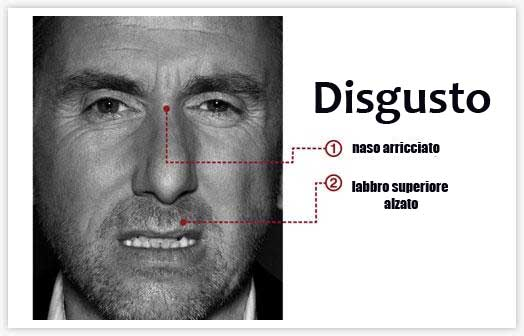 Disgusto
1 naso arricciato
2 labbro superiore
alzato